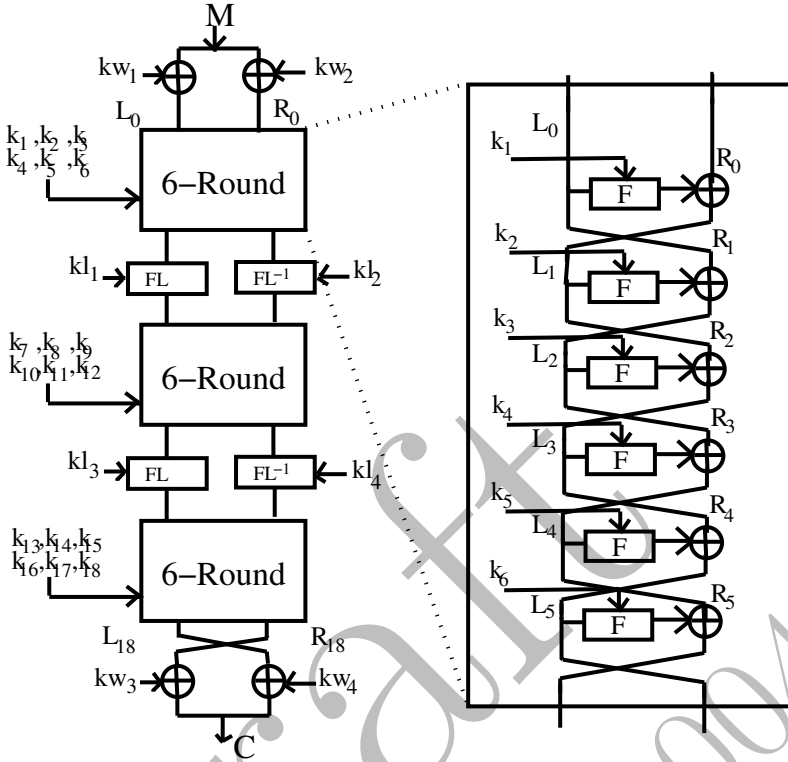 M
kw1 kw2
L0 R0
k1 ,k2 ,k3
k4 ,k5 ,k6
6−Round
kl1 FL FL−1 kl2
k7 ,k8 ,k9
k10,k11,k12
6−Round
kl3 FL FL−1 kl4
k13,k14,k15
k16,k17,k18
6−Round
L18 R18
kw3 kw4
C
L0
k1 R0
F
k2 R1
L1
F
k3 R2
L2
F
k4 R3
L3
F
k5 R4
L4
F
k6 R5
L5
F
raft
004